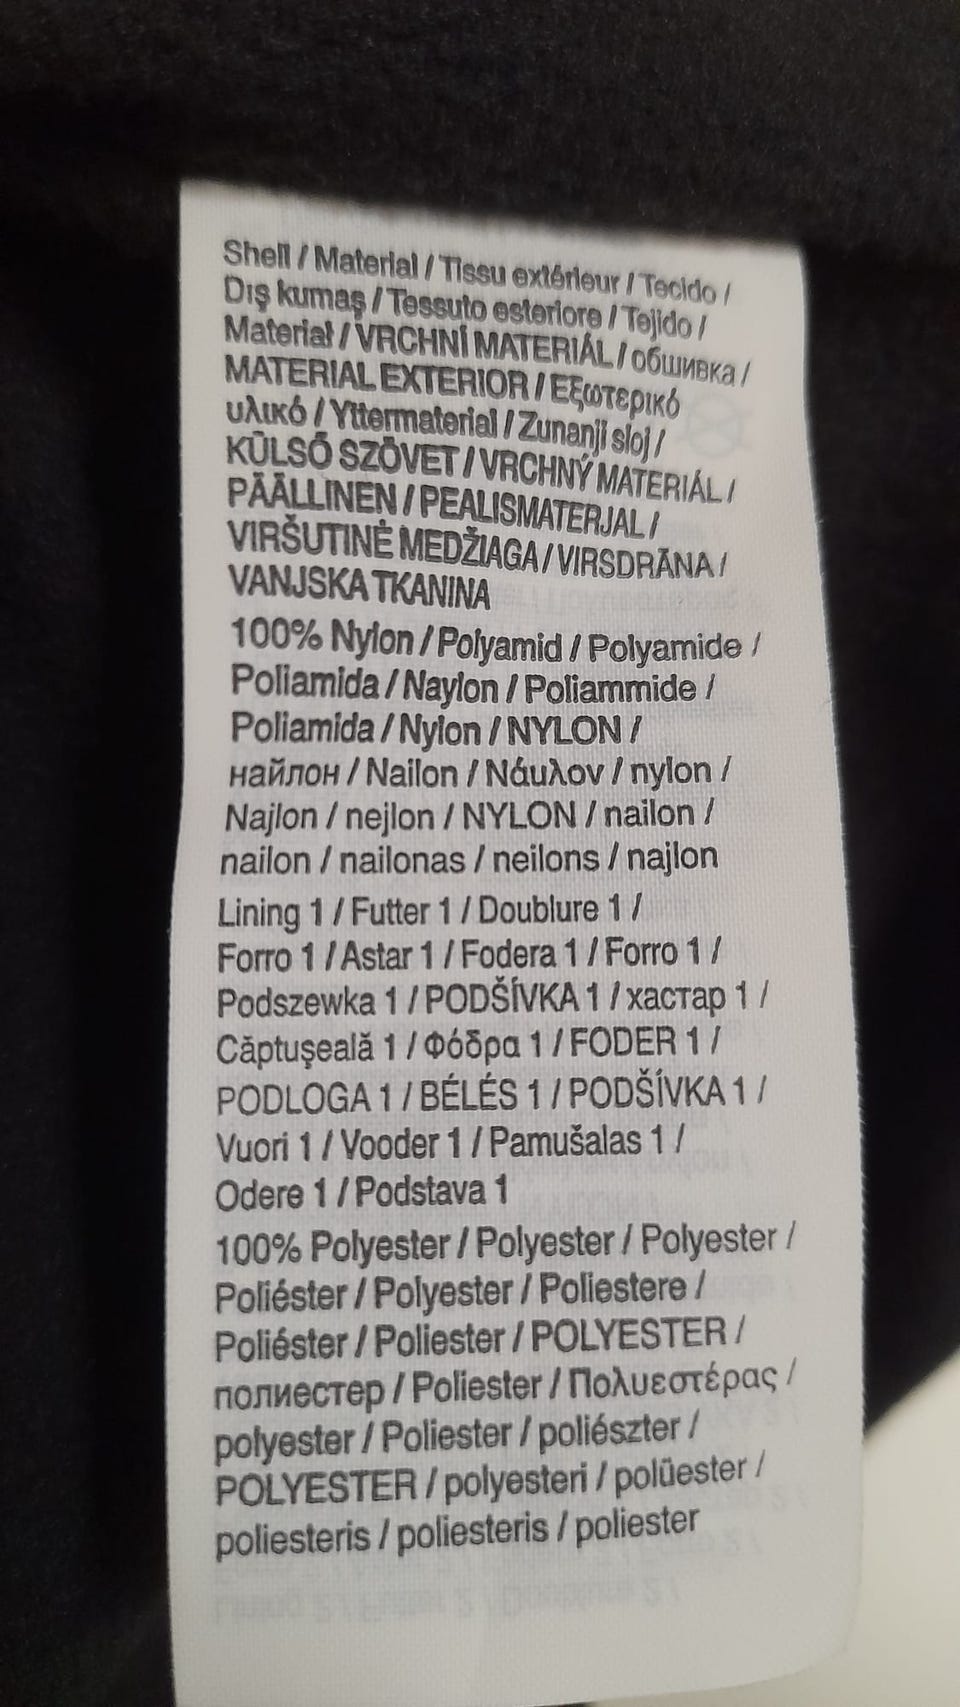 Shell / Material / Tissu extérieur / Tecido /
Dış kumaş / Tessuto esteriore / Tejido /
Materiał / VRCHNÍ MATERIÁL / обшивка /
MATERIAL EXTERIOR / Εξωτερικό
υλικό / Yttermaterial / Zunanji sloj /
KÜLSŐ SZÖVET / VRCHNÝ MATERIÁL /
PÄÄLLINEN / PEALISMATERJAL /
VIRŠUTINĖ MEDŽIAGA / VIRSDRĀNA /
VANJSKA TKANINA
100% Nylon / Polyamid / Polyamide /
Poliamida / Naylon / Poliammide /
Poliamida / Nylon / NYLON /
найлон / Nailon / Νάυλον / nylon /
Najlon / nejlon / NYLON / nailon /
nailon / nailonas / neilons / najlon
Lining 1 / Futter 1 / Doublure 1 /
Forro 1 / Astar 1 / Fodera 1 / Forro 1 /
Podszewka 1 / PODŠÍVKA 1 / хастар 1 /
Căptuşeală 1 / Φόδρα 1 / FODER 1 /
PODLOGA 1 / BÉLÉS 1 / PODŠÍVKA 1 /
Vuori 1 / Vooder 1 / Pamušalas 1 /
Odere 1 / Podstava 1
100% Polyester / Polyester / Polyester /
Poliéster / Polyester / Poliestere /
Poliéster / Poliester / POLYESTER /
полиестер / Poliester / Πολυεστέρας /
polyester / Poliester / poliészter /
POLYESTER / polyesteri / polüester /
poliesteris / poliesteris / poliester